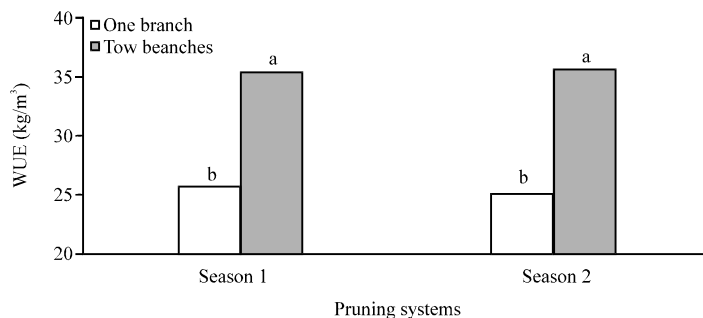 One branch
Tow beanches
WUE (kg/m³)
40
35
30
25
20
b
a
b
a
Season 1
Season 2
Pruning systems